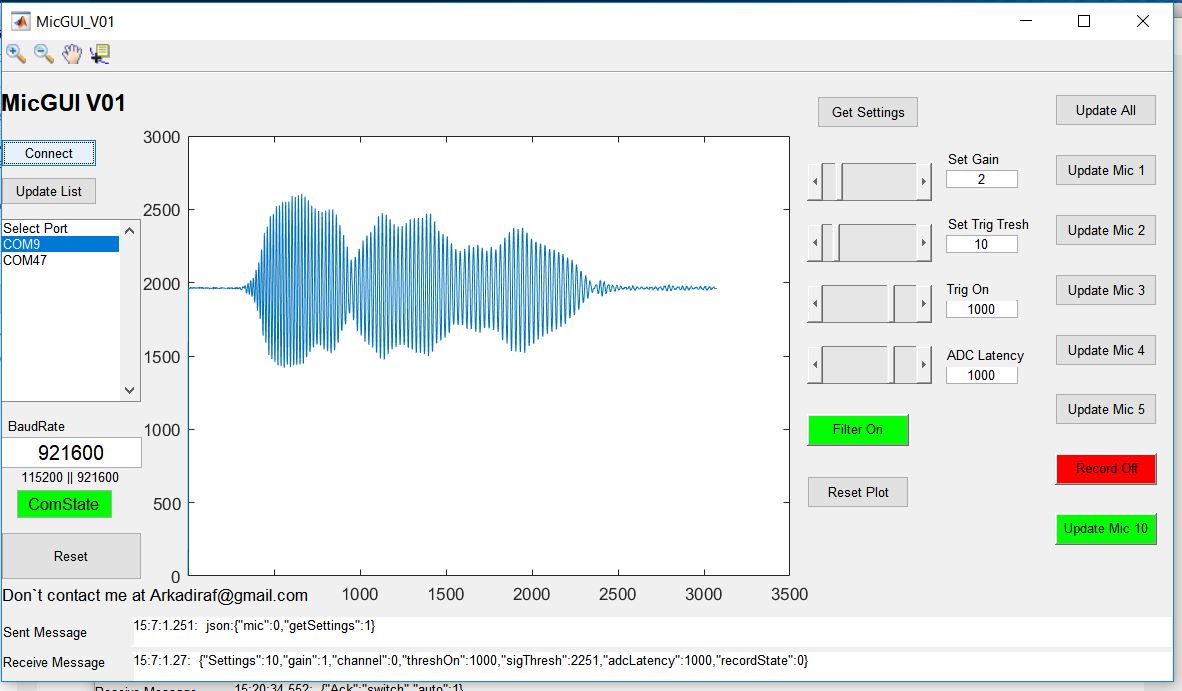 MicGUI_V01
MicGUI V01
Connect
Update List
Select Port
COM9
COM47
BaudRate
921600
115200 || 921600
ComState
Reset
3000
2500
2000
1500
1000
500
0
1000
1500
2000
2500
3000
3500
Don`t contact me at Arkadiraf@gmail.com
Get Settings
Set Gain
2
Set Trig Tresh
10
Trig On
1000
ADC Latency
1000
Filter On
Reset Plot
Update All
Update Mic 1
Update Mic 2
Update Mic 3
Update Mic 4
Update Mic 5
Record Off
Update Mic 10
Sent Message 15:7:1.251: json:{"mic":0,"getSettings":1}
Receive Message 15:7:1.27: {"Settings":10,"gain":1,"channel":0,"threshOn":1000,"sigThresh":2251,"adcLatency":1000,"recordState":0}
Receive Message 15:20:34.552: {"Ack":"switch","auto":1}